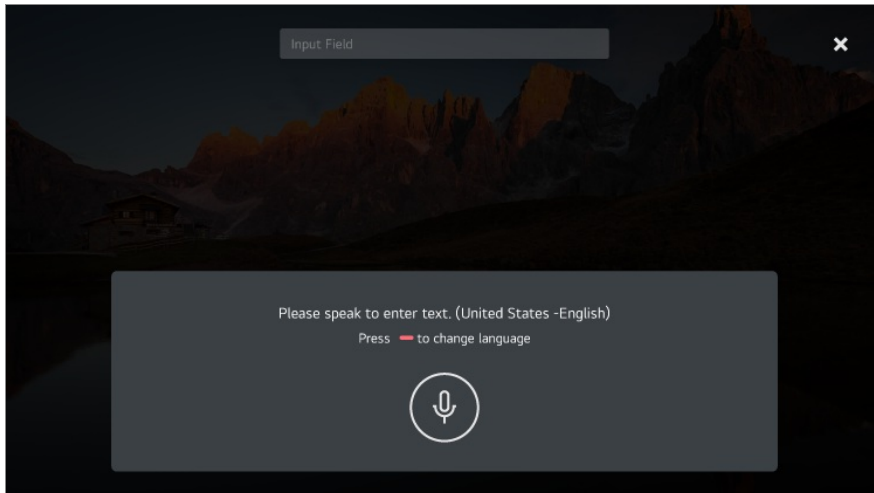 Input Field
Please speak to enter text. (United States -English)
Press to change language